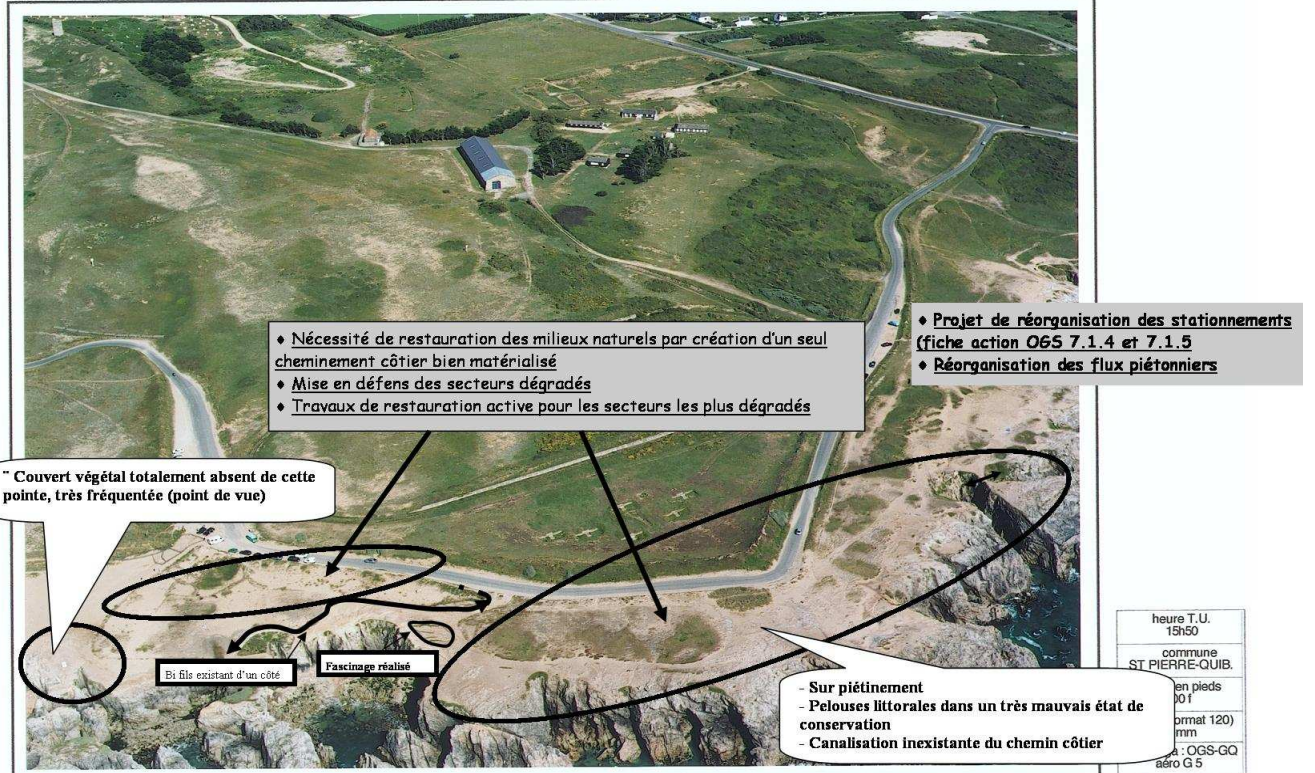 ♦ Nécessité de restauration des milieux naturels par création d'un seul
cheminement côtier bien matérialisé
♦ Mise en défens des secteurs dégradés
♦ Travaux de restauration active pour les secteurs les plus dégradés
♦ Projet de réorganisation des stationnements
(fiche action OGS 7.1.4 et 7.1.5
♦ Réorganisation des flux piétonniers
¨ Couvert végétal totalement absent de cette
pointe, très fréquentée (point de vue)
Bi fils existant d'un côté
Fascinage réalisé
- Sur piétinement
- Pelouses littorales dans un très mauvais état de
conservation
- Canalisation inexistante du chemin côtier
heure T.U.
15h50
commune
ST PIERRE-QUIB.
en pieds
format 120)
mm
: OGS-GQ
aéro G 5